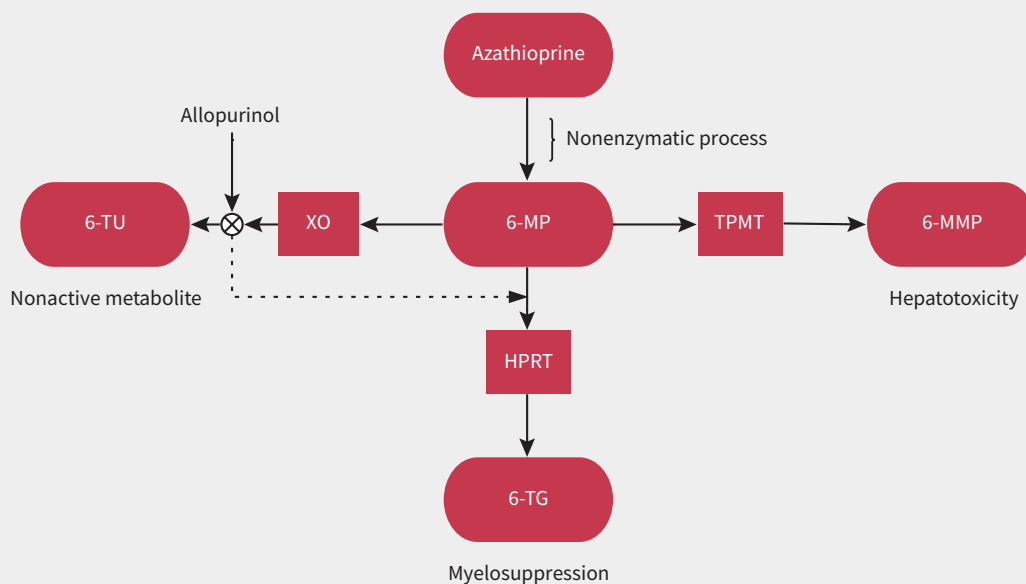 Azathioprine
Allopurinol
Nonenzymatic process
6-TU
XO
6-MP
TPMT
6-MMP
Nonactive metabolite
Hepatotoxicity
HPRT
6-TG
Myelosuppression